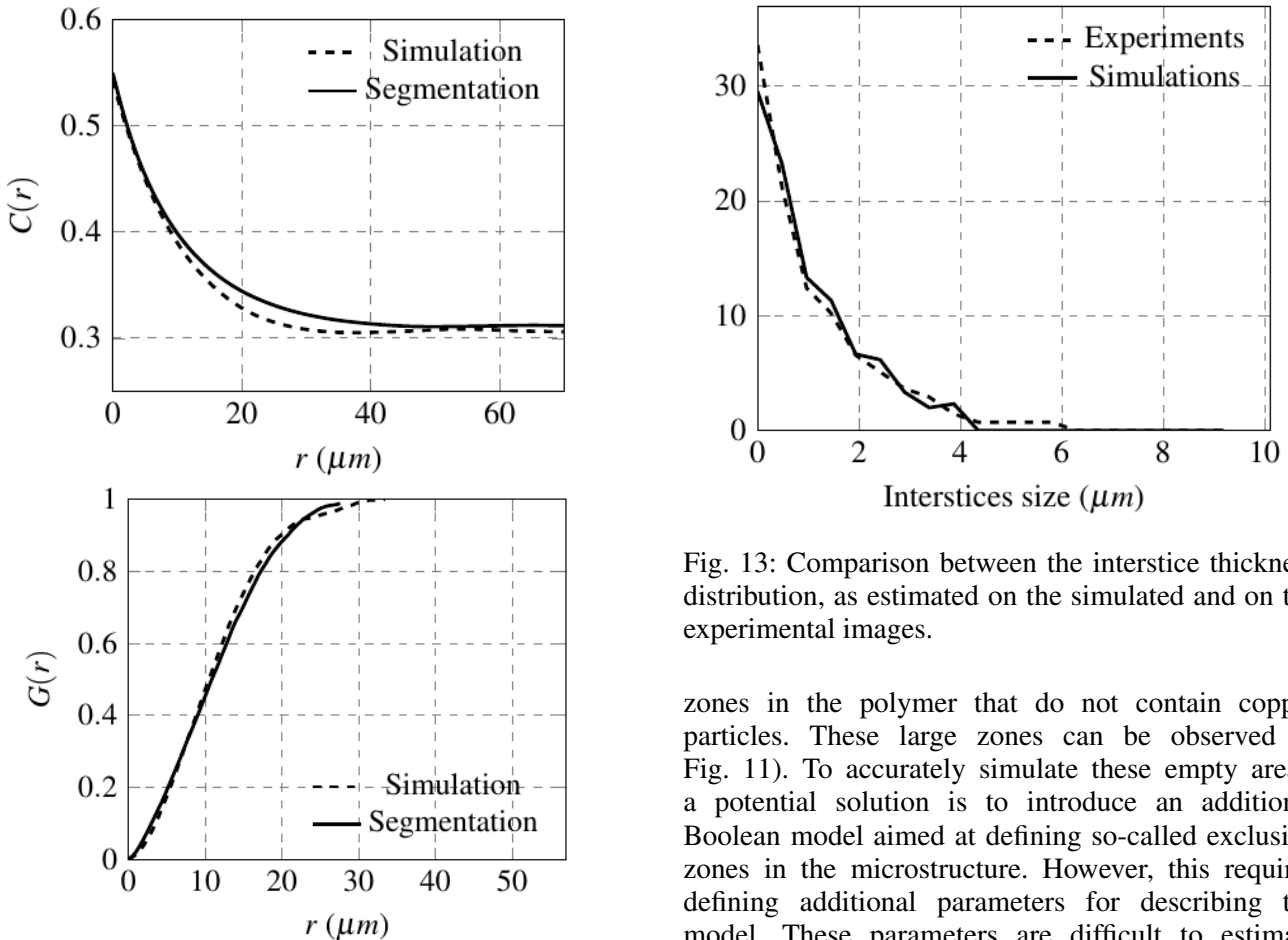 0.6
0.5
0.4
0.3
C(r)
Simulation
Segmentation
0 20 40 60
r (μm)
1
0.8
0.6
0.4
0.2
0
G(r)
Simulation
Segmentation
0 10 20 30 40 50
r (μm)
30
20
10
0
Experiments
Simulations
0 2 4 6 8 10
Interstices size (μm)
Fig. 13: Comparison between the interstice thickne
distribution, as estimated on the simulated and on t
experimental images.
zones in the polymer that do not contain copp
particles. These large zones can be observed
Fig. 11). To accurately simulate these empty area
a potential solution is to introduce an addition
Boolean model aimed at defining so-called exclusi
zones in the microstructure. However, this requir
defining additional parameters for describing t
model. These parameters are difficult to estima